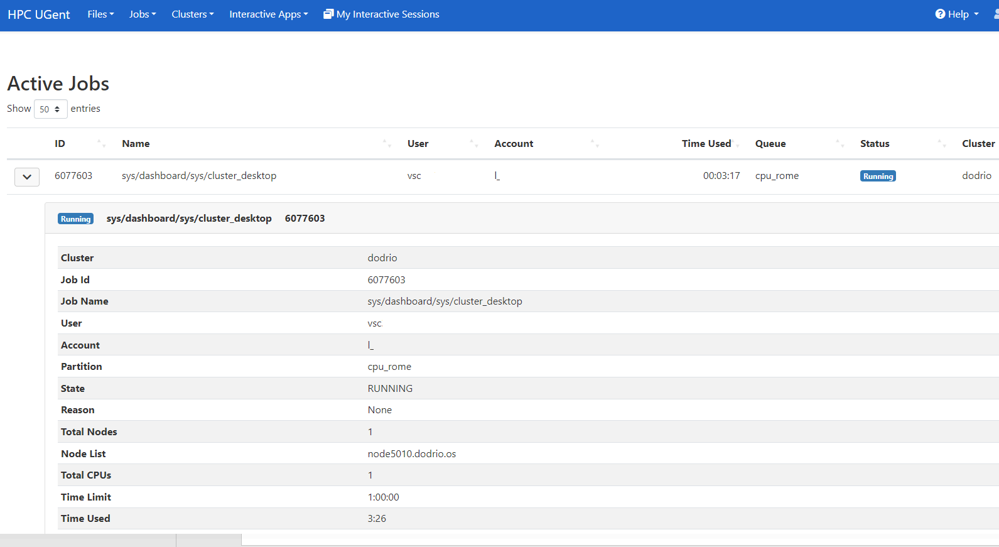 HPC UGent Files Jobs Clusters Interactive Apps My Interactive Sessions Help
Active Jobs
Show 50 entries
ID Name User Account Time Used Queue Status Cluster
6077603 sys/dashboard/sys/cluster_desktop vsc l_ 00:03:17 cpu_rome Running dodrio
Running sys/dashboard/sys/cluster_desktop 6077603
Cluster dodrio
Job Id 6077603
Job Name sys/dashboard/sys/cluster_desktop
User vsc
Account l_
Partition cpu_rome
State RUNNING
Reason None
Total Nodes 1
Node List node5010.dodrio.os
Total CPUs 1
Time Limit 1:00:00
Time Used 3:26